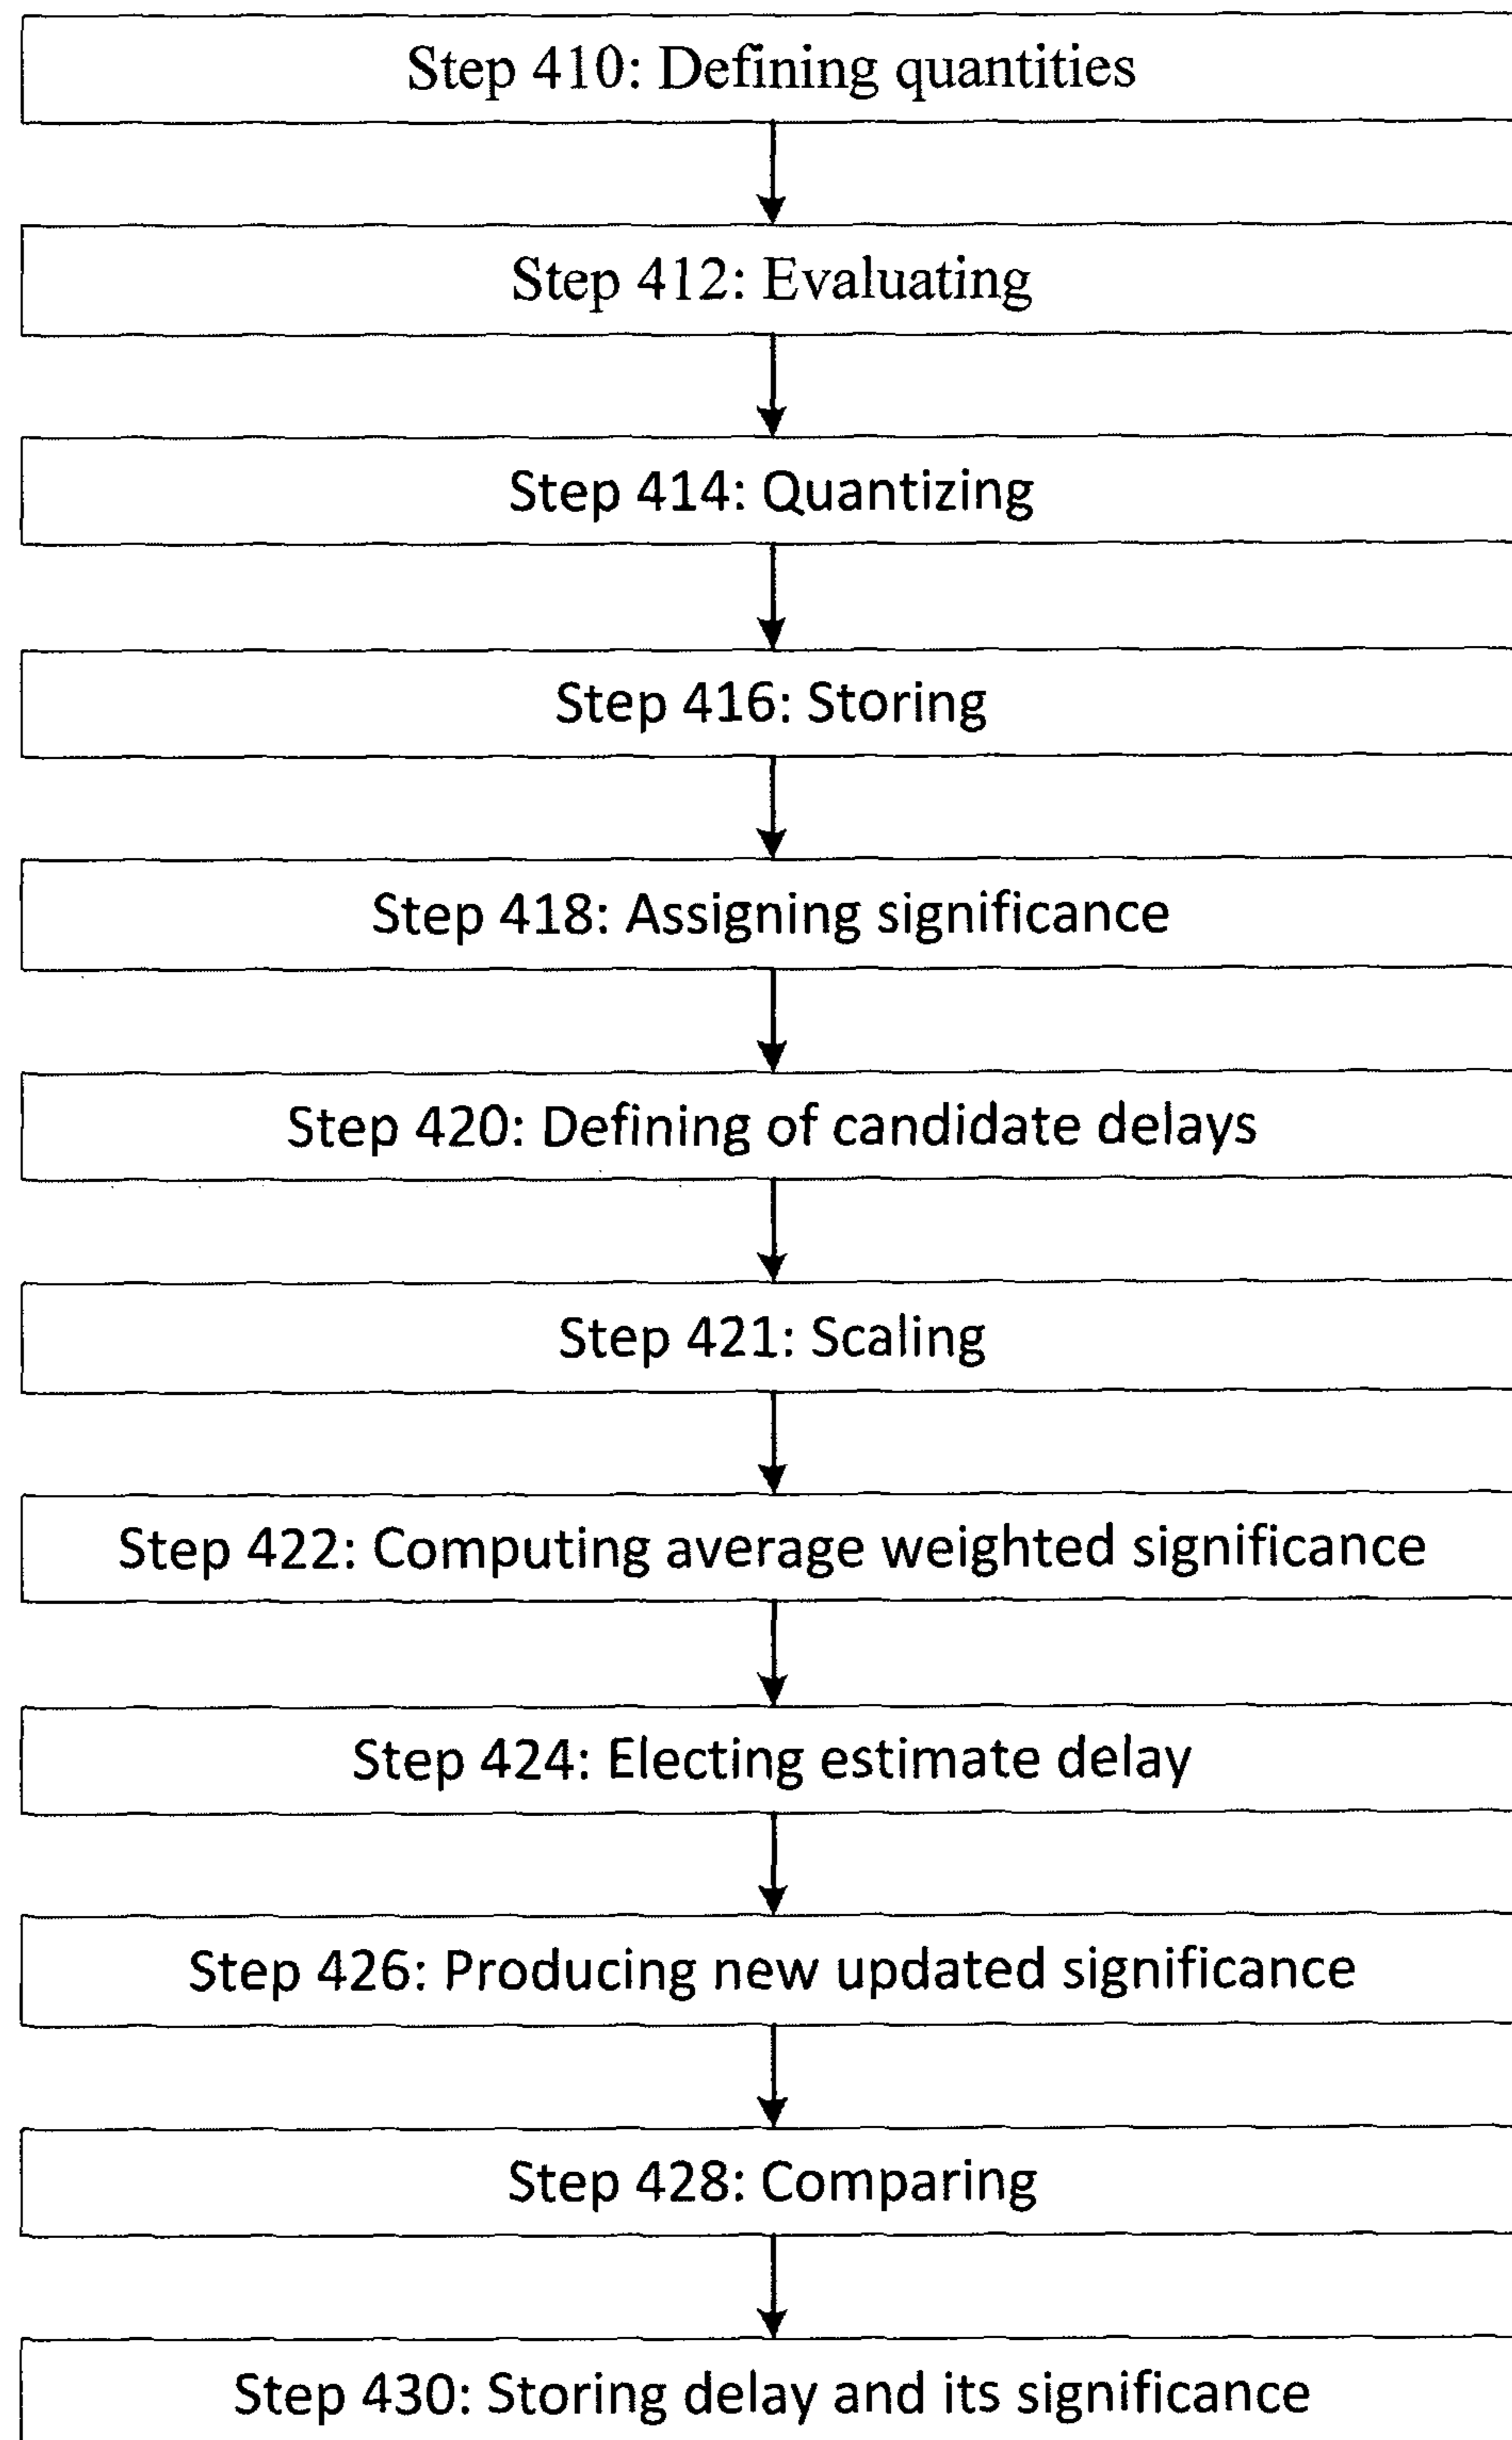 Step 410: Defining quantities
Step 412: Evaluating
Step 414: Quantizing
Step 416: Storing
Step 418: Assigning significance
Step 420: Defining of candidate delays
Step 421: Scaling
Step 422: Computing average weighted significance
Step 424: Electing estimate delay
Step 426: Producing new updated significance
Step 428: Comparing
Step 430: Storing delay and its significance